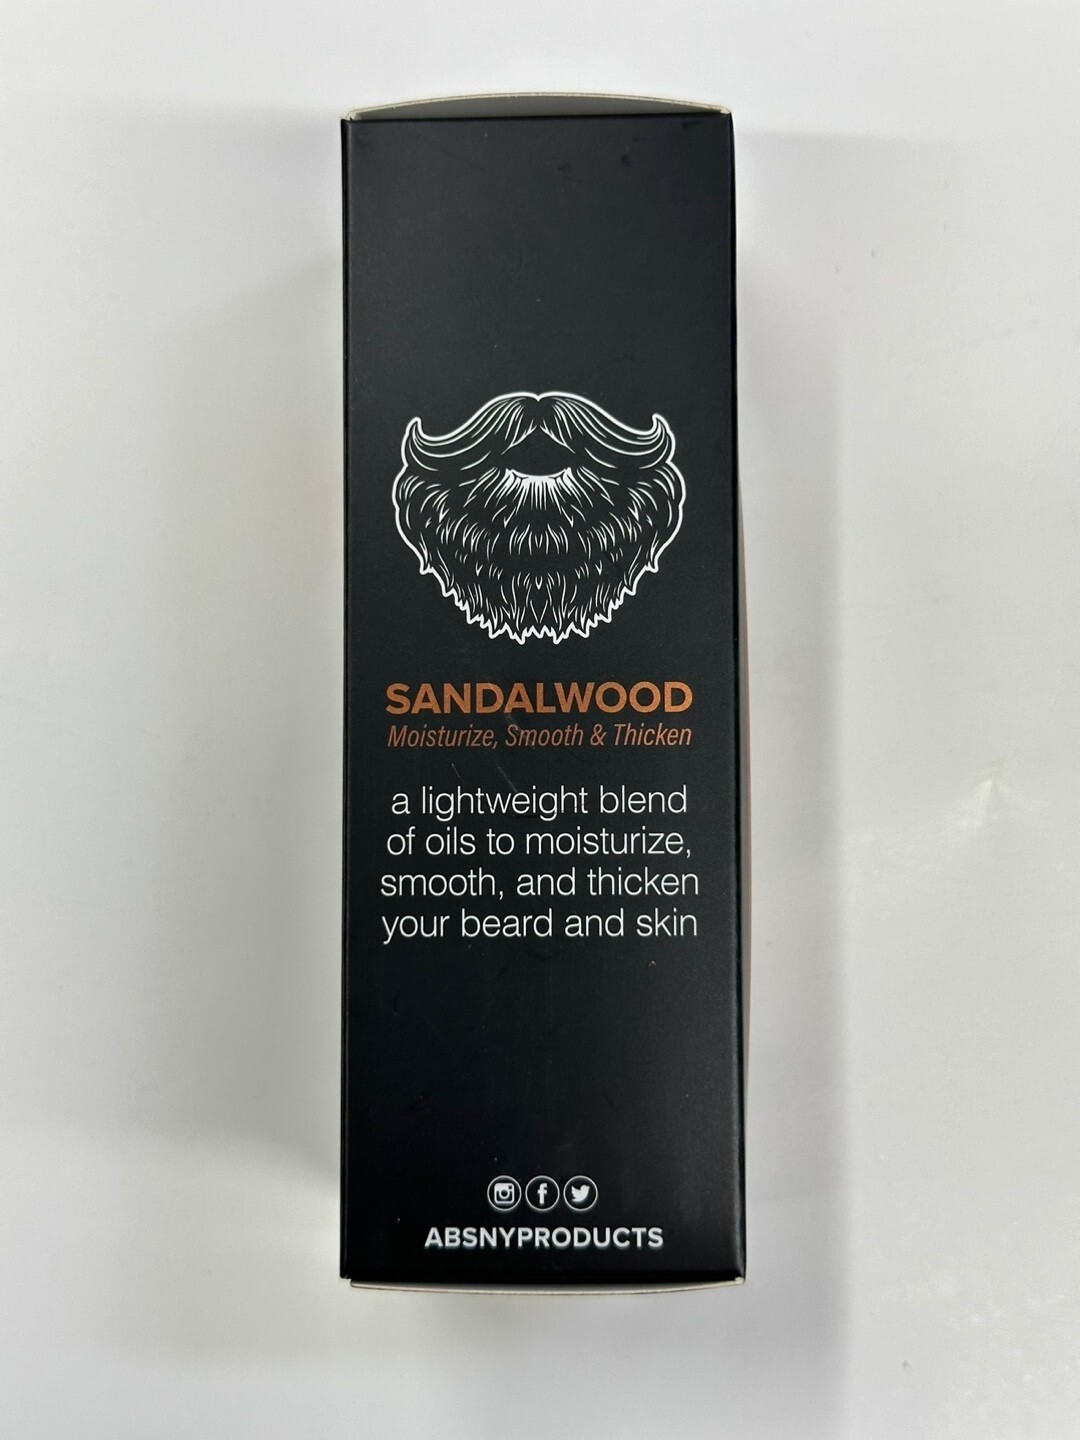 SANDALWOOD
Moisturize, Smooth & Thicken
a lightweight blend
of oils to moisturize,
smooth, and thicken
your beard and skin
ABSNYPRODUCTS